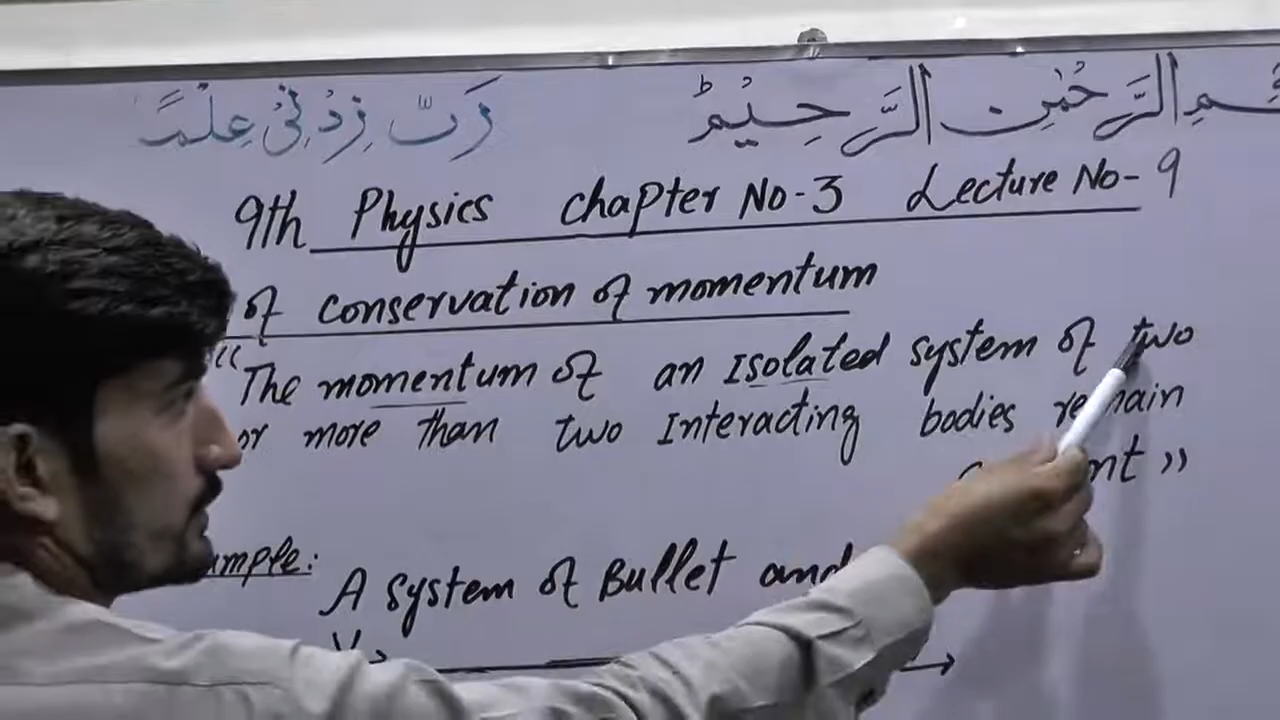 رَبِّ زِدْنِیْ عِلْمًا
الرَّحْمٰنِ الرَّحِیْمِ ط
9th Physics chapter No-3 Lecture No-9
of conservation of momentum
"The momentum of an Isolated system of two
or more than two Interacting bodies remain
"
A system of Bullet and